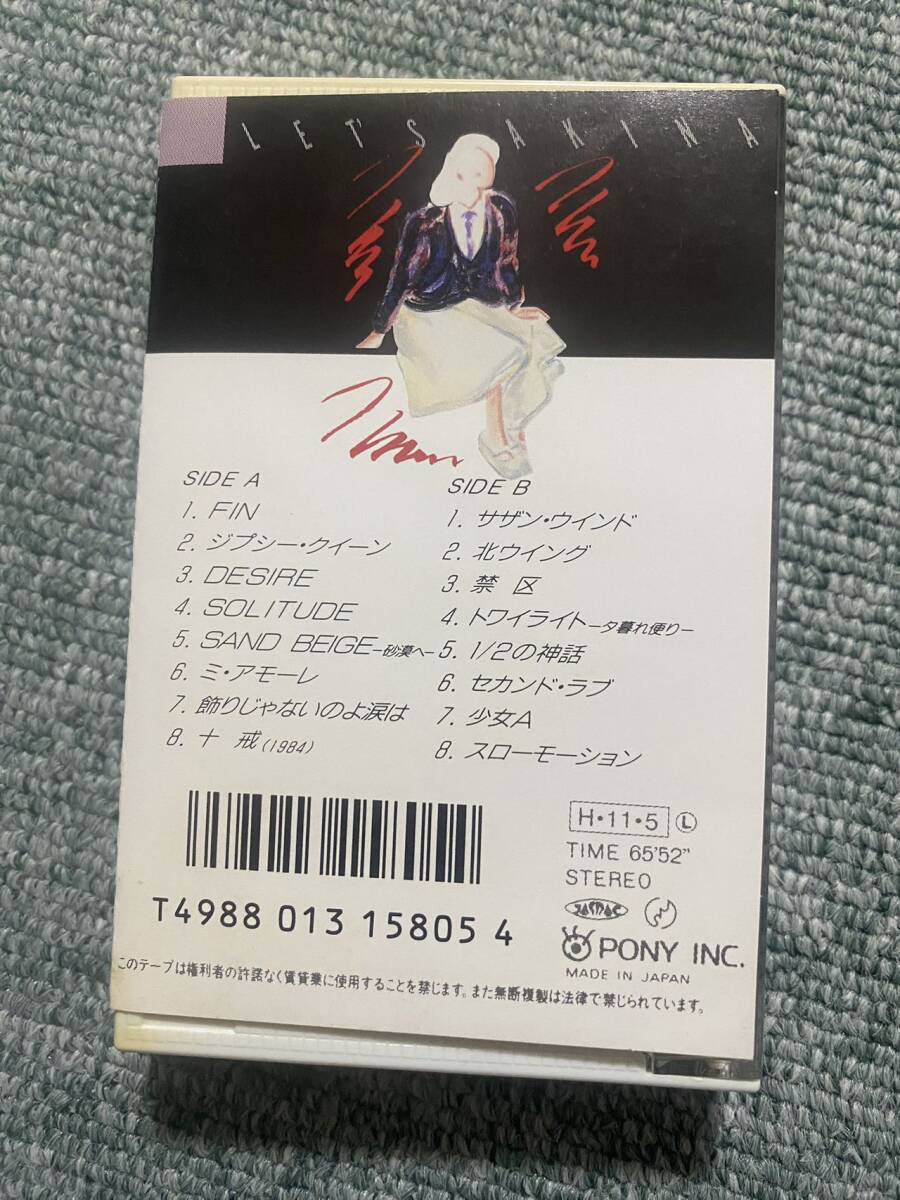 LET'S AKINA
SIDE A
1. FIN
2. ジプシー・クイーン
3. DESIRE
4. SOLITUDE
5. SAND BEIGE－砂漠へ－
6. ミ・アモーレ
7. 飾りじゃないのよ涙は
8. 十 戒(1984)
SIDE B
1. サザン・ウインド
2. 北ウイング
3. 禁 区
4. トワイライト－夕暮れ便り－
5. 1/2の神話
6. セカンド・ラブ
7. 少女A
8. スローモーション
T4988 013 15805 4
H・11・5 Ⓛ
TIME 65'52"
STEREO
PONY INC.
MADE IN JAPAN
このテープは権利者の許諾なく賃貸業に使用することを禁じます。また無断複製は法律で禁じられています。